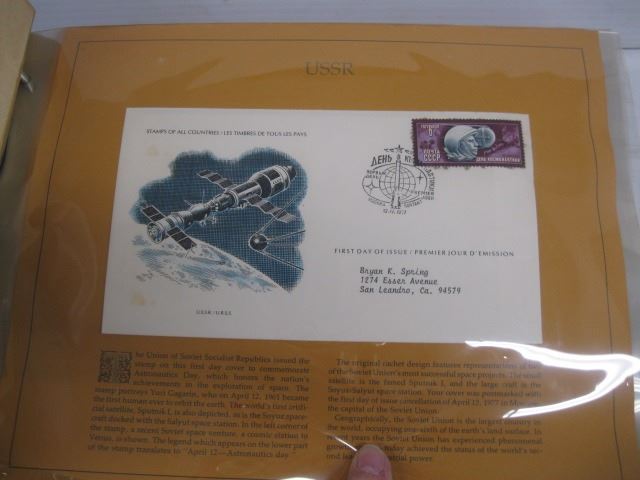 USSR
STAMPS OF ALL COUNTRIES / LES TIMBRES DE TOUS LES PAYS
ПОЧТА
СССР
ДЕНЬ КОСМОНАВТИКИ
ДЕНЬ
12.IV.1977
FIRST DAY OF ISSUE / PREMIER JOUR D'EMISSION
Bryan K. Spring
1274 Esser Avenue
San Leandro, Ca. 94579
USSR / URSS
The Union of Soviet Socialist Republics issued the
stamp on this first day cover to commemorate
Astronautics Day, which honors the nation's
achievements in the exploration of space. The
stamp portrays Yuri Gagarin, who on April 12, 1961 became
the first human ever to orbit the earth. The world's first artifi-
cial satellite, Sputnik I, is also depicted, as is the Soyuz space-
craft docked with the Salyut space station. In the left corner of
the stamp, a recent Soviet space venture, a cosmic station to
Venus, is shown. The legend which appears on the lower part
of the stamp translates to "April 12—Astronautics day."
The original cachet design features representations of two
of the Soviet Union's most successful space projects. The small
satellite is the famed Sputnik I, and the large craft is the
Soyuz-Salyut space station. Your cover was postmarked with
the first day of issue cancellation of April 12, 1977 in Moscow,
the capital of the Soviet Union.
Geographically, the Soviet Union is the largest country in
the world, occupying one-sixth of the earth's land surface. In
recent years the Soviet Union has experienced phenomenal
today achieved the status of the world's sec-
power.